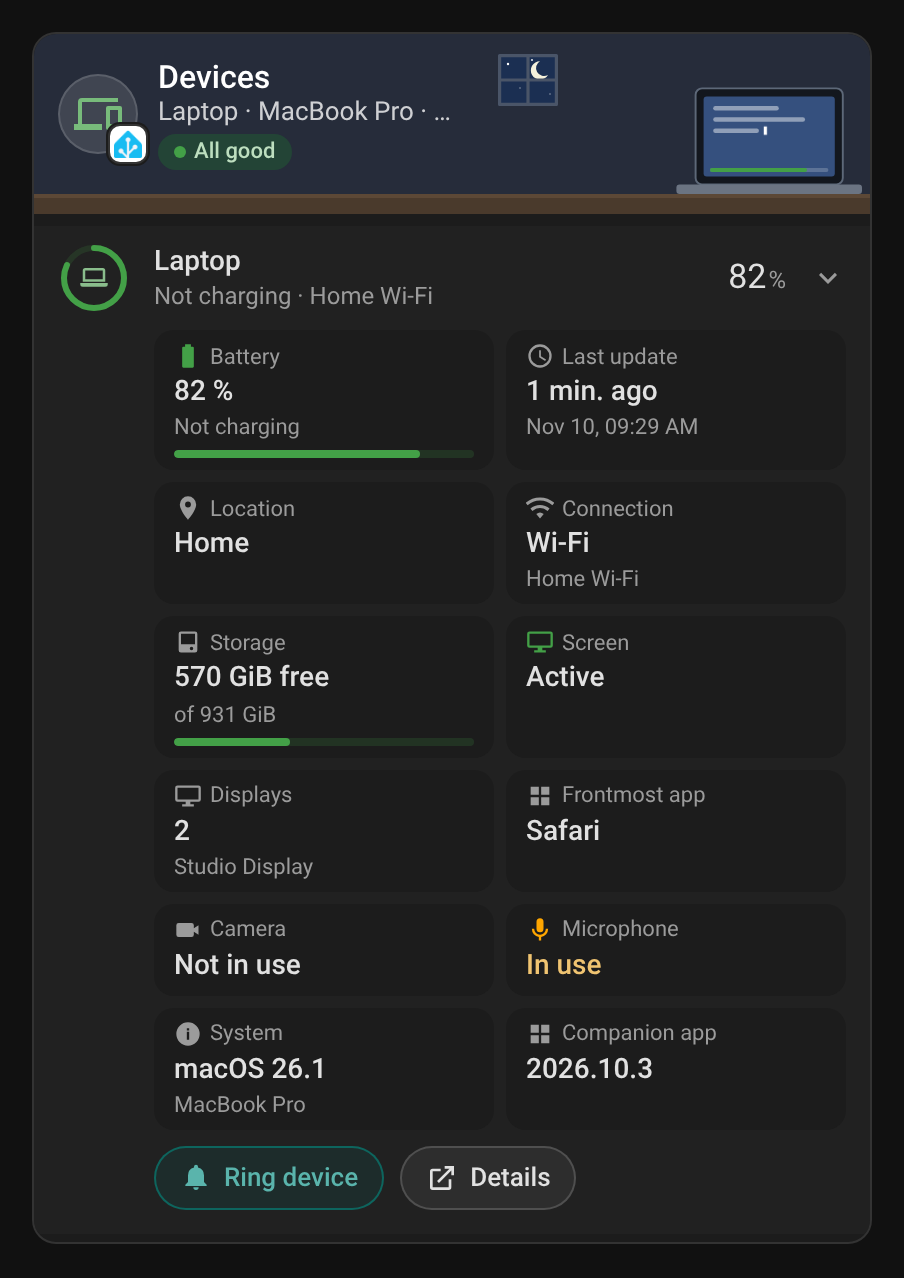 Devices
Laptop · MacBook Pro · ...
All good
Laptop
Not charging · Home Wi-Fi
82%
Battery
82 %
Not charging
Last update
1 min. ago
Nov 10, 09:29 AM
Location
Home
Connection
Wi-Fi
Home Wi-Fi
Storage
570 GiB free
of 931 GiB
Screen
Active
Displays
2
Studio Display
Frontmost app
Safari
Camera
Not in use
Microphone
In use
System
macOS 26.1
MacBook Pro
Companion app
2026.10.3
Ring device
Details